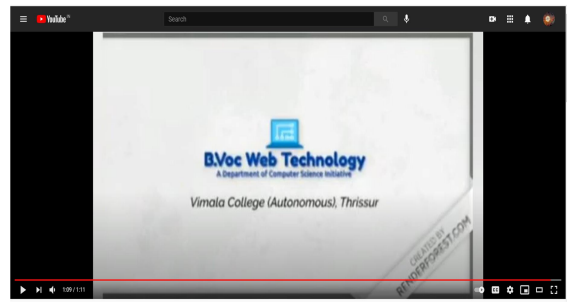 YouTube IN
Search
B.Voc Web Technology
A Department of Computer Science Initiative
Vimala College (Autonomous), Thrissur
CREATED BY
RENDERFOREST.COM
1:09 / 1:11